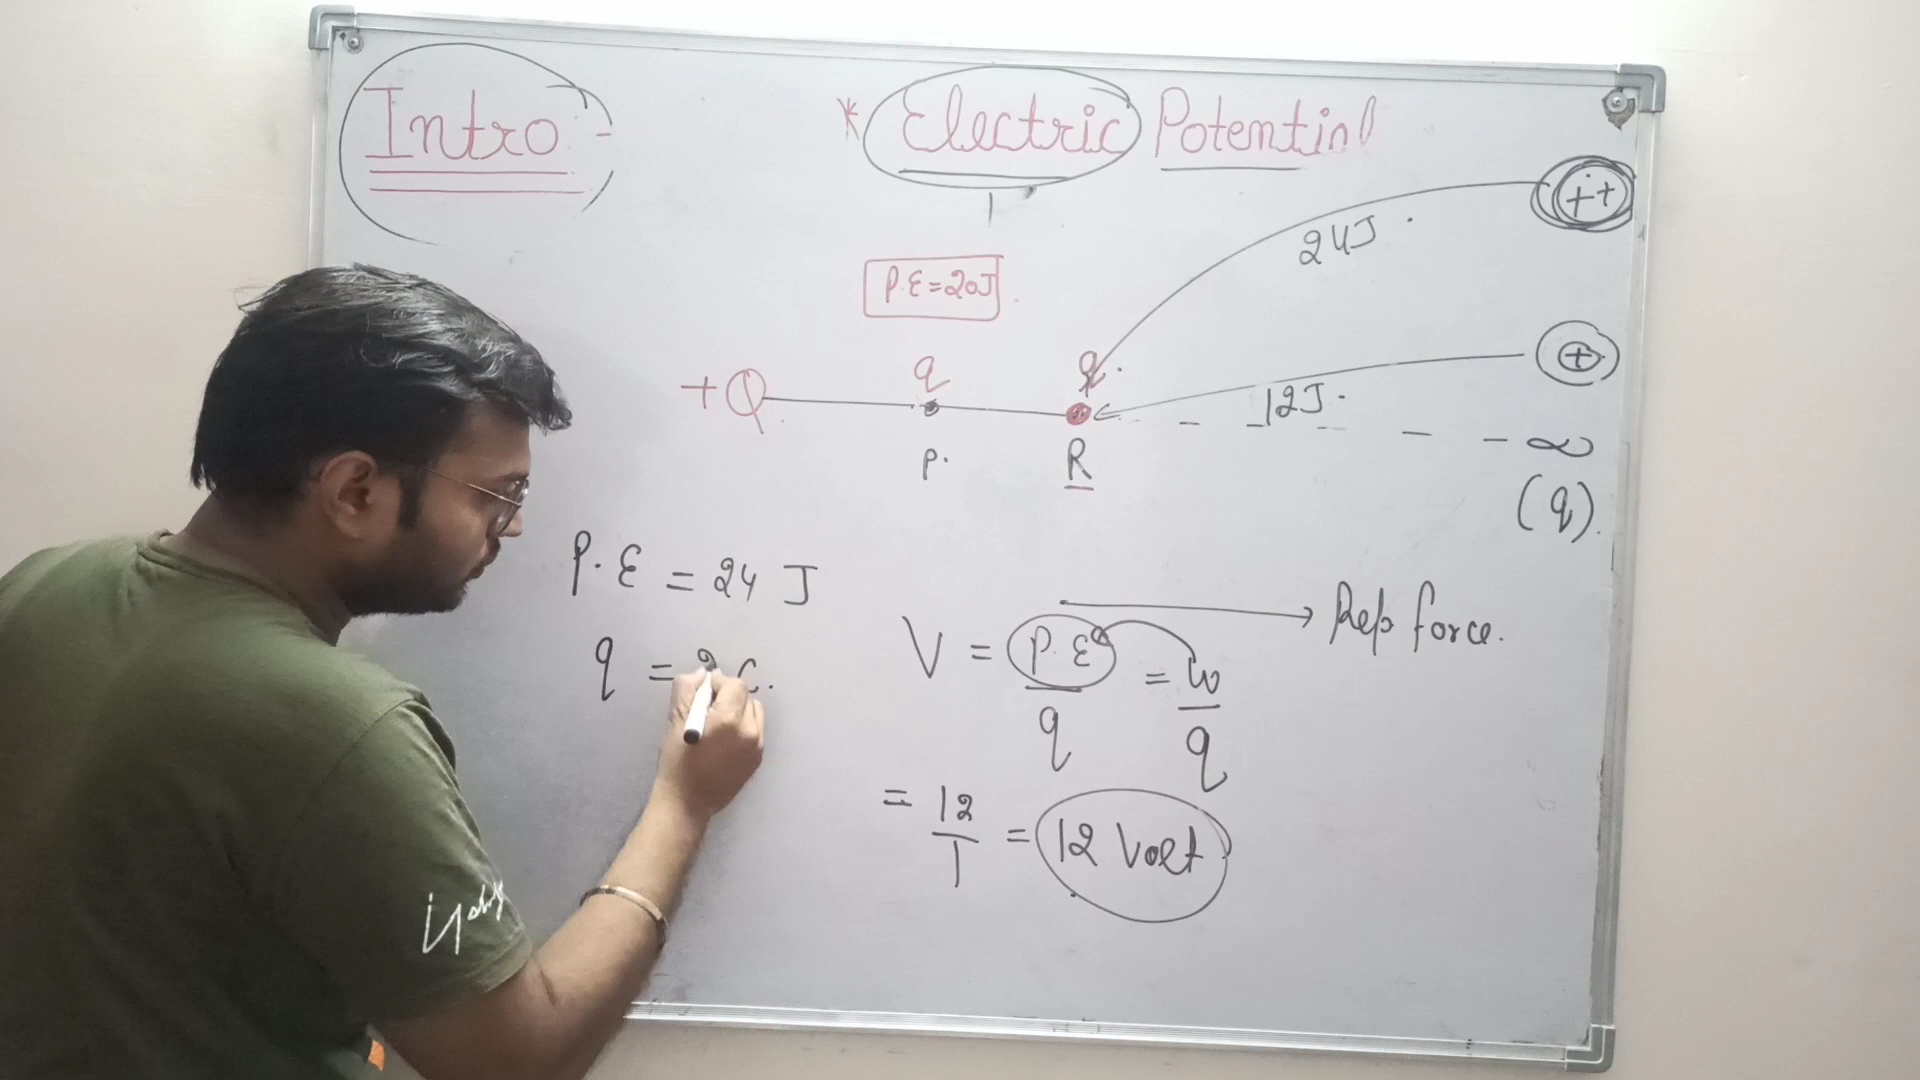 Intro -
* Electric Potential
++
24J
P.E = 20J
+
+Q
q
q.
12J.
∞
P.
R
(q).
P.E = 24 J
q = 2 C.
V = P.E / q = w / q
→ Rep force.
= 12 / 1 = 12 Volt